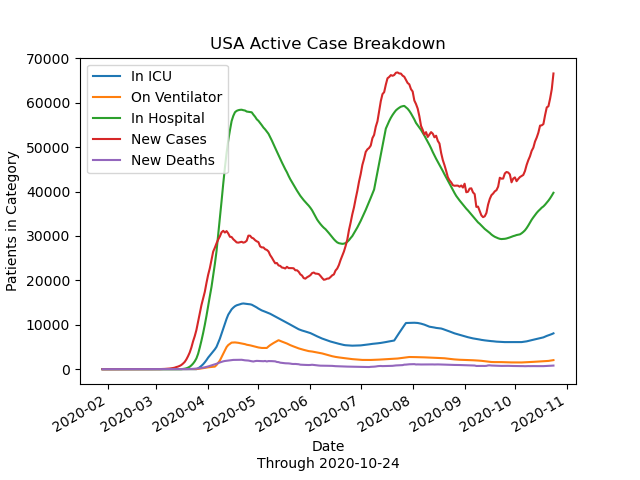 USA Active Case Breakdown
70000
60000
50000
40000
30000
20000
10000
0
Patients in Category
In ICU
On Ventilator
In Hospital
New Cases
New Deaths
2020-02
2020-03
2020-04
2020-05
2020-06
2020-07
2020-08
2020-09
2020-10
2020-11
Date
Through 2020-10-24